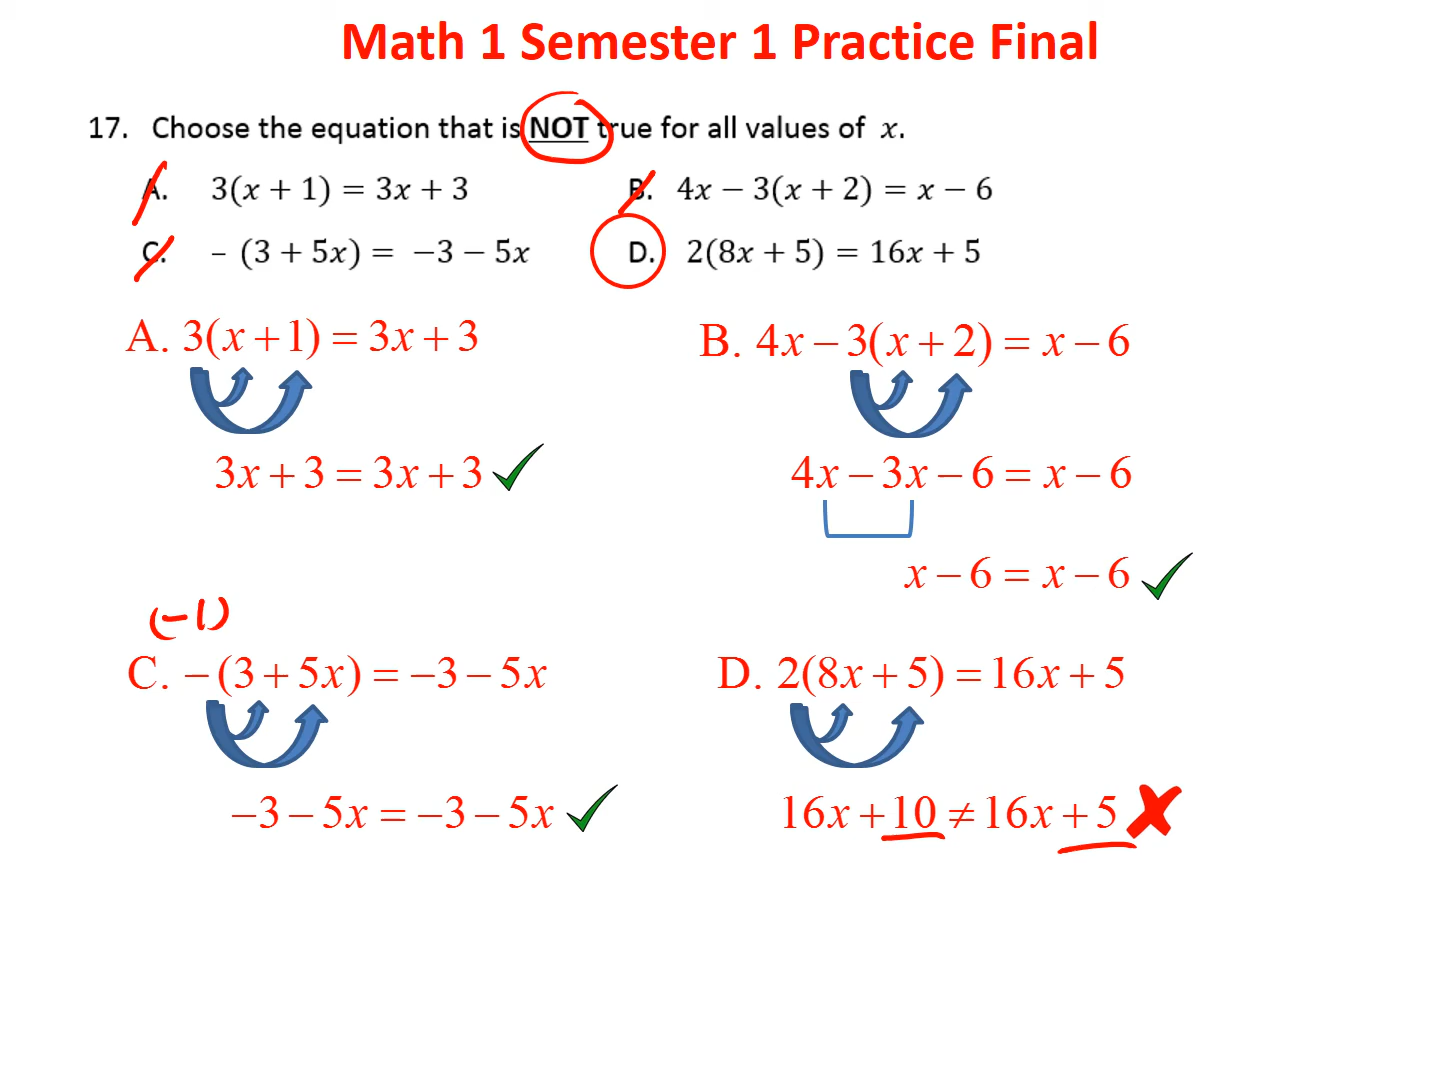 Math 1 Semester 1 Practice Final
17. Choose the equation that is NOT true for all values of x.
A. 3(x + 1) = 3x + 3 B. 4x − 3(x + 2) = x − 6
C. − (3 + 5x) = −3 − 5x D. 2(8x + 5) = 16x + 5
A. 3(x + 1) = 3x + 3 B. 4x − 3(x + 2) = x − 6
3x + 3 = 3x + 3 ✓ 4x − 3x − 6 = x − 6
x − 6 = x − 6 ✓
(−1)
C. −(3 + 5x) = −3 − 5x D. 2(8x + 5) = 16x + 5
−3 − 5x = −3 − 5x ✓ 16x + 10 ≠ 16x + 5 ✗